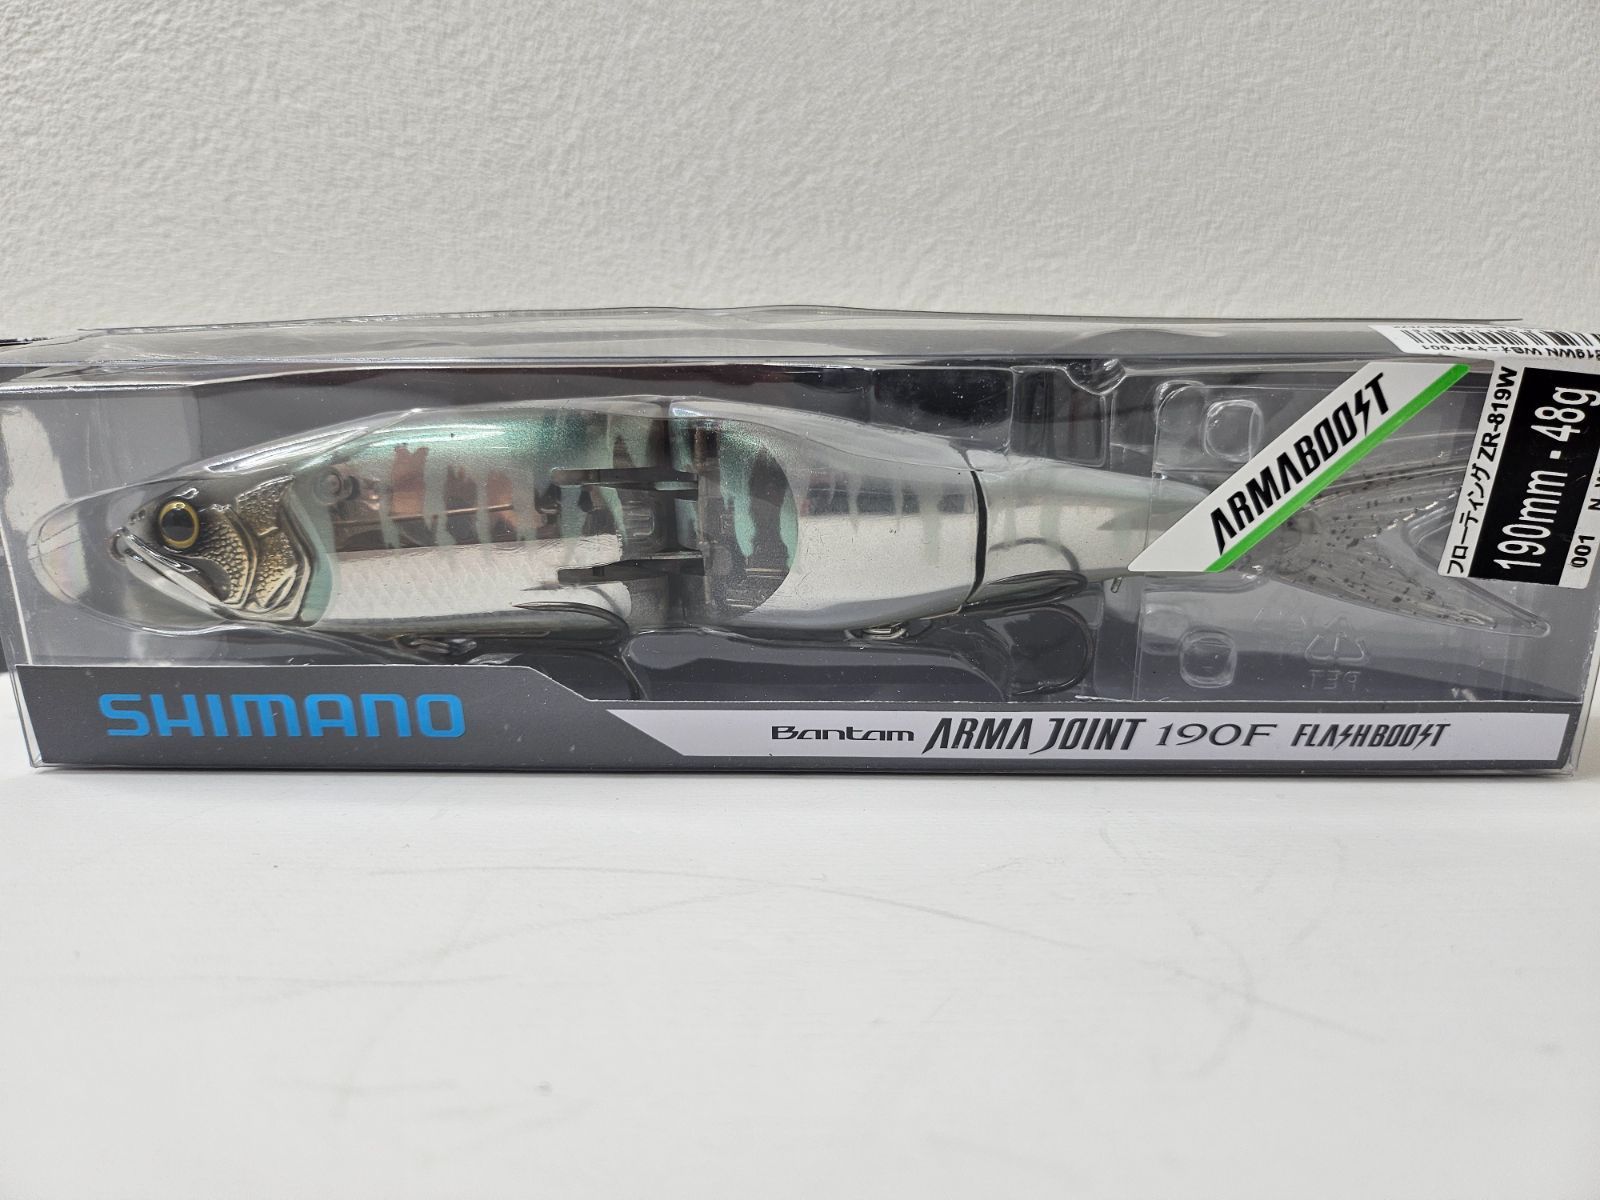 ARMABOOST
フローティング ZR-819W
190mm - 48g
001
SHIMANO
Bantam ARMA JOINT 190F FLASHBOOST
PET